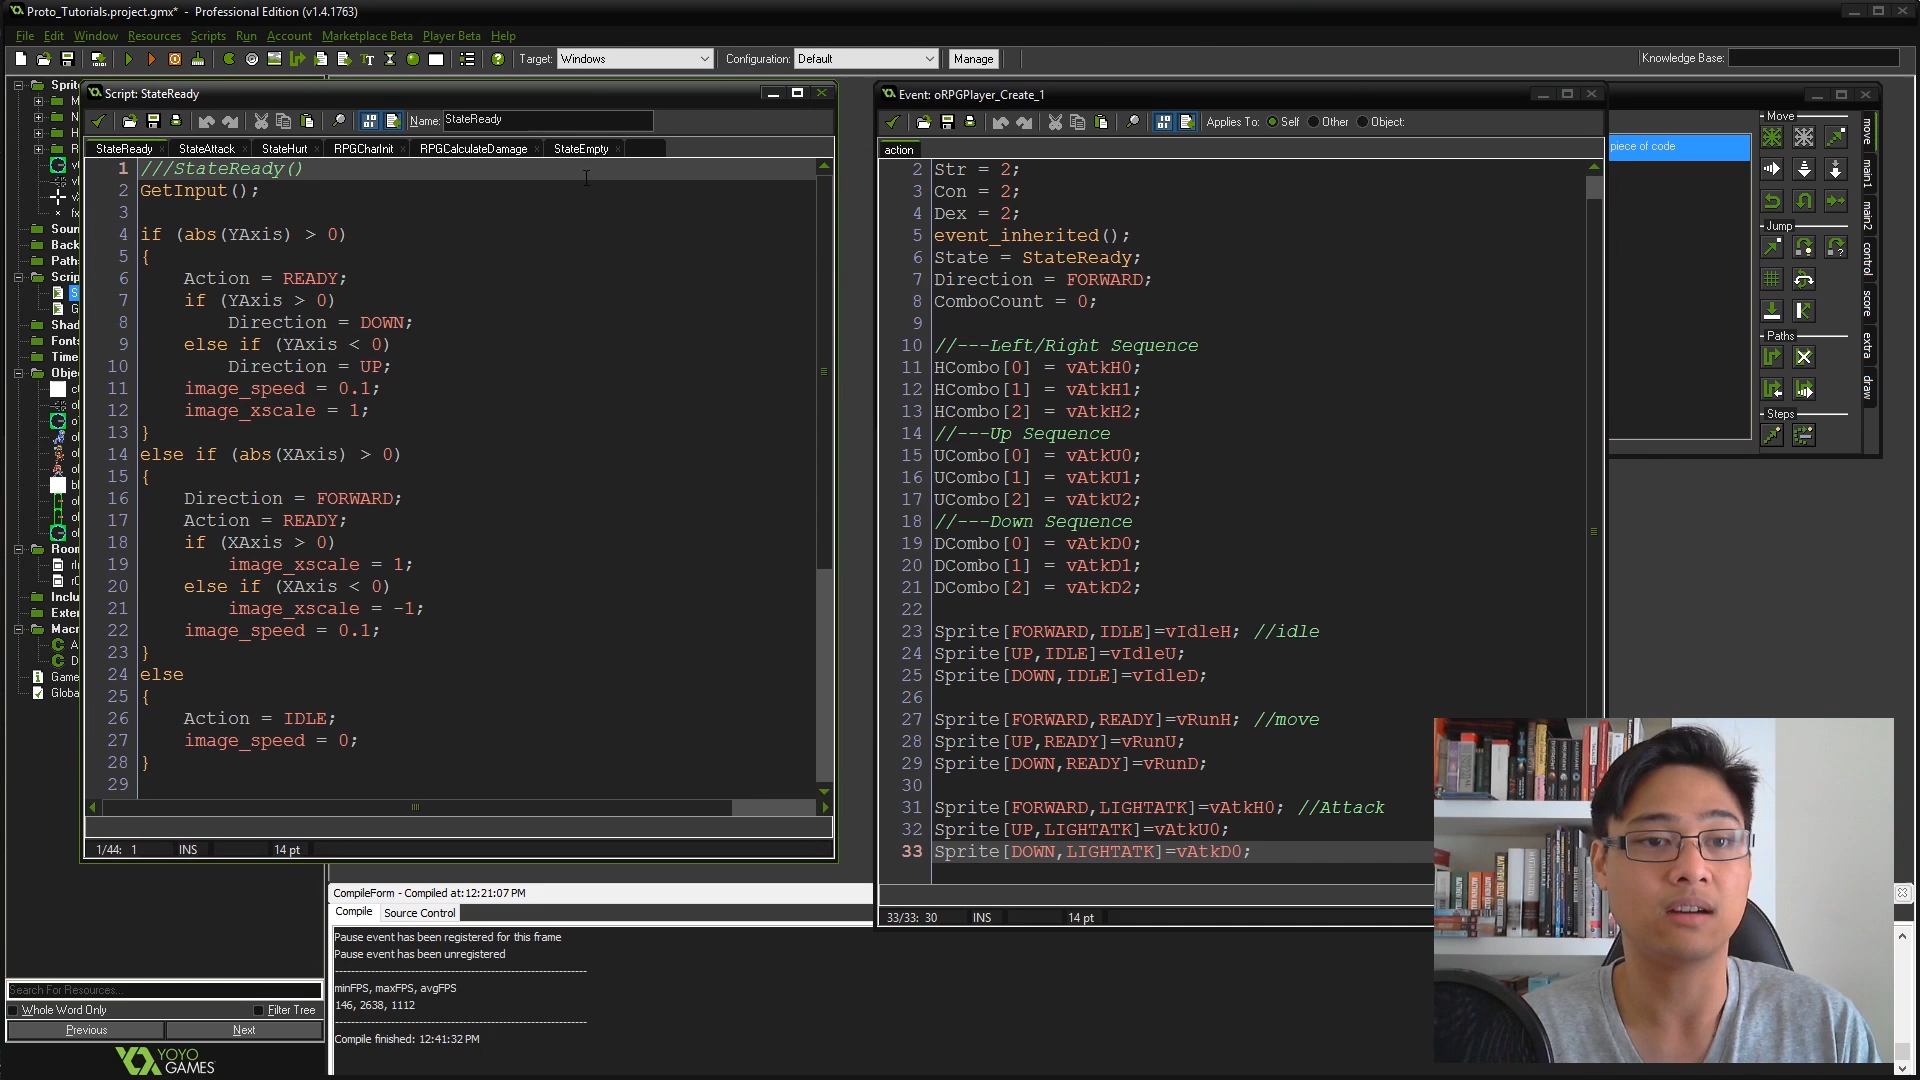 Proto_Tutorials.project.gmx* - Professional Edition (v1.4.1763)
File Edit Window Resources Scripts Run Account Marketplace Beta Player Beta Help
Target: Windows Configuration: Default Manage Knowledge Base:
Script: StateReady
Name: StateReady
StateReady StateAttack StateHurt RPGCharInit RPGCalculateDamage StateEmpty
1 ///StateReady()
2 GetInput();
3
4 if (abs(YAxis) > 0)
5 {
6 Action = READY;
7 if (YAxis > 0)
8 Direction = DOWN;
9 else if (YAxis < 0)
10 Direction = UP;
11 image_speed = 0.1;
12 image_xscale = 1;
13 }
14 else if (abs(XAxis) > 0)
15 {
16 Direction = FORWARD;
17 Action = READY;
18 if (XAxis > 0)
19 image_xscale = 1;
20 else if (XAxis < 0)
21 image_xscale = -1;
22 image_speed = 0.1;
23 }
24 else
25 {
26 Action = IDLE;
27 image_speed = 0;
28 }
29
1/44: 1 INS 14 pt
Event: oRPGPlayer_Create_1
Applies To: Self Other Object:
action
2 Str = 2;
3 Con = 2;
4 Dex = 2;
5 event_inherited();
6 State = StateReady;
7 Direction = FORWARD;
8 ComboCount = 0;
9
10 //---Left/Right Sequence
11 HCombo[0] = vAtkH0;
12 HCombo[1] = vAtkH1;
13 HCombo[2] = vAtkH2;
14 //---Up Sequence
15 UCombo[0] = vAtkU0;
16 UCombo[1] = vAtkU1;
17 UCombo[2] = vAtkU2;
18 //---Down Sequence
19 DCombo[0] = vAtkD0;
20 DCombo[1] = vAtkD1;
21 DCombo[2] = vAtkD2;
22
23 Sprite[FORWARD,IDLE]=vIdleH; //idle
24 Sprite[UP,IDLE]=vIdleU;
25 Sprite[DOWN,IDLE]=vIdleD;
26
27 Sprite[FORWARD,READY]=vRunH; //move
28 Sprite[UP,READY]=vRunU;
29 Sprite[DOWN,READY]=vRunD;
30
31 Sprite[FORWARD,LIGHTATK]=vAtkH0; //Attack
32 Sprite[UP,LIGHTATK]=vAtkU0;
33 Sprite[DOWN,LIGHTATK]=vAtkD0;
33/33: 30 INS 14 pt
piece of code
Move
Jump
Paths
Steps
move
main1
main2
control
score
extra
draw
Sprite
Soun
Back
Path
Scrip
Shad
Fonts
Time
Obje
Room
Inclu
Exter
Macr
Game
Globa
Search For Resources...
Whole Word Only Filter Tree
Previous Next
YOYO
GAMES
CompileForm - Compiled at: 12:21:07 PM
Compile Source Control
Pause event has been registered for this frame
Pause event has been unregistered
minFPS, maxFPS, avgFPS
146, 2638, 1112
Compile finished: 12:41:32 PM